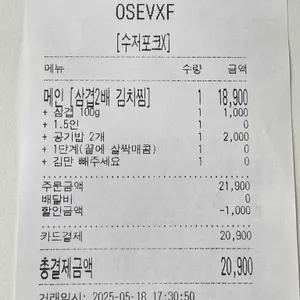 OSEVXF
[수저포크X]
메뉴 수량 금액
메인 [삼겹2배 김치찜] 1 18,900
+ 삼겹 100g 1 1,000
+ 1.5인 1 0
+ 공기밥 2개 1 2,000
+ 1단계(끝에 살짝매콤) 1 0
+ 김만 빼주세요 1 0
주문금액 21,900
배달비 0
할인금액 -1,000
카드결제 20,900
총결제금액 20,900
거래일시: 2025-05-18 17:30:50